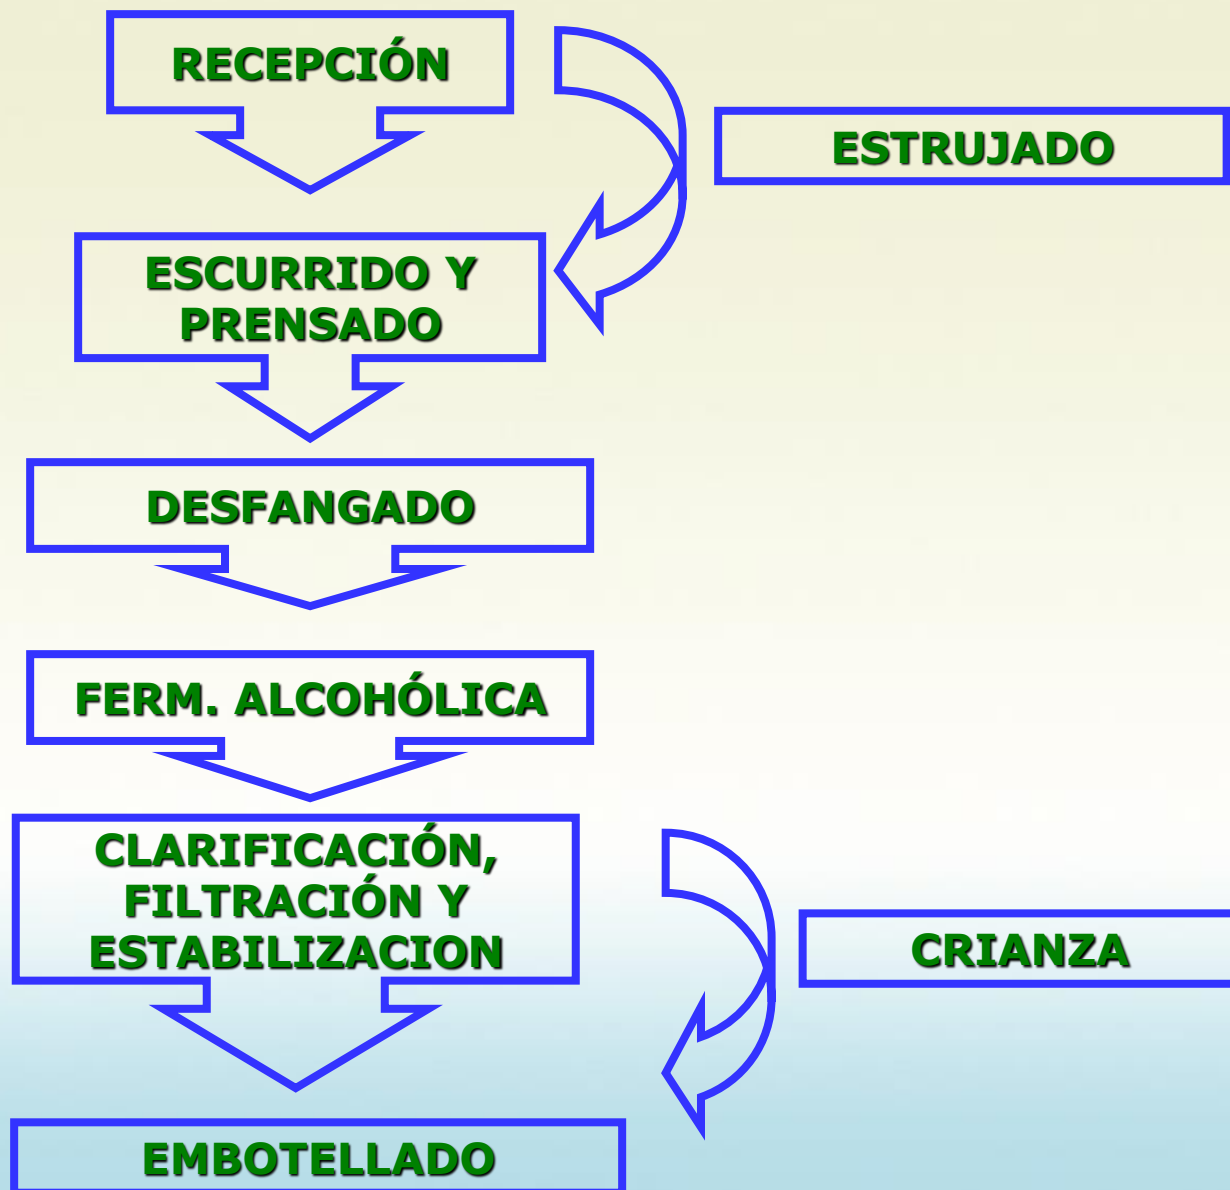 RECEPCIÓN
ESTRUJADO
ESCURRIDO Y
PRENSADO
DESFANGADO
FERM. ALCOHÓLICA
CLARIFICACIÓN,
FILTRACIÓN Y
ESTABILIZACION
CRIANZA
EMBOTELLADO